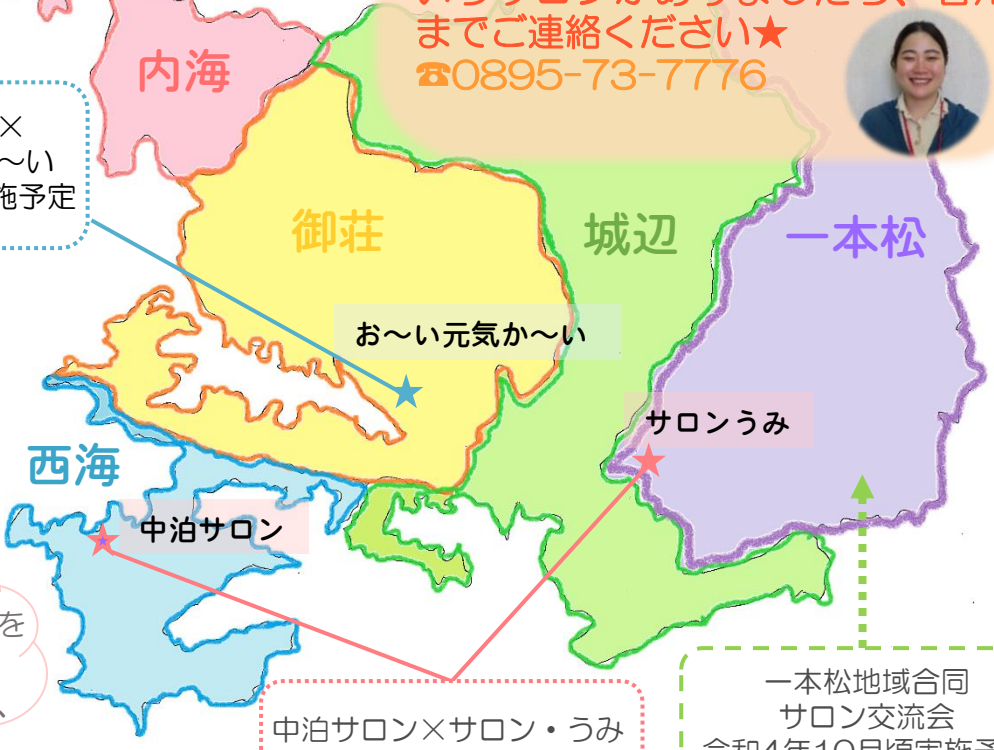 までご連絡ください★
☎0895-73-7776
内海
×
～い
施予定
御荘
城辺
一本松
お～い元気か～い
サロンうみ
西海
中泊サロン
を
中泊サロン×サロン・うみ
一本松地域合同
サロン交流会